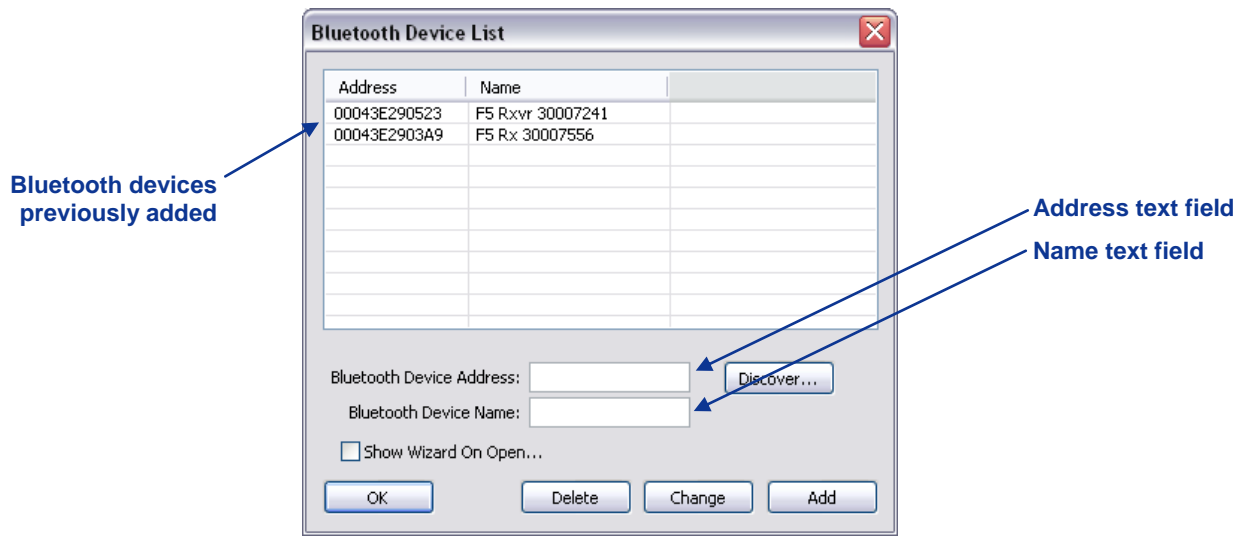 Bluetooth Device List
Address Name
00043E290523 F5 Rxvr 30007241
00043E2903A9 F5 Rx 30007556
Bluetooth devices
previously added
Address text field
Name text field
Bluetooth Device Address:
Discover...
Bluetooth Device Name:
Show Wizard On Open...
OK Delete Change Add